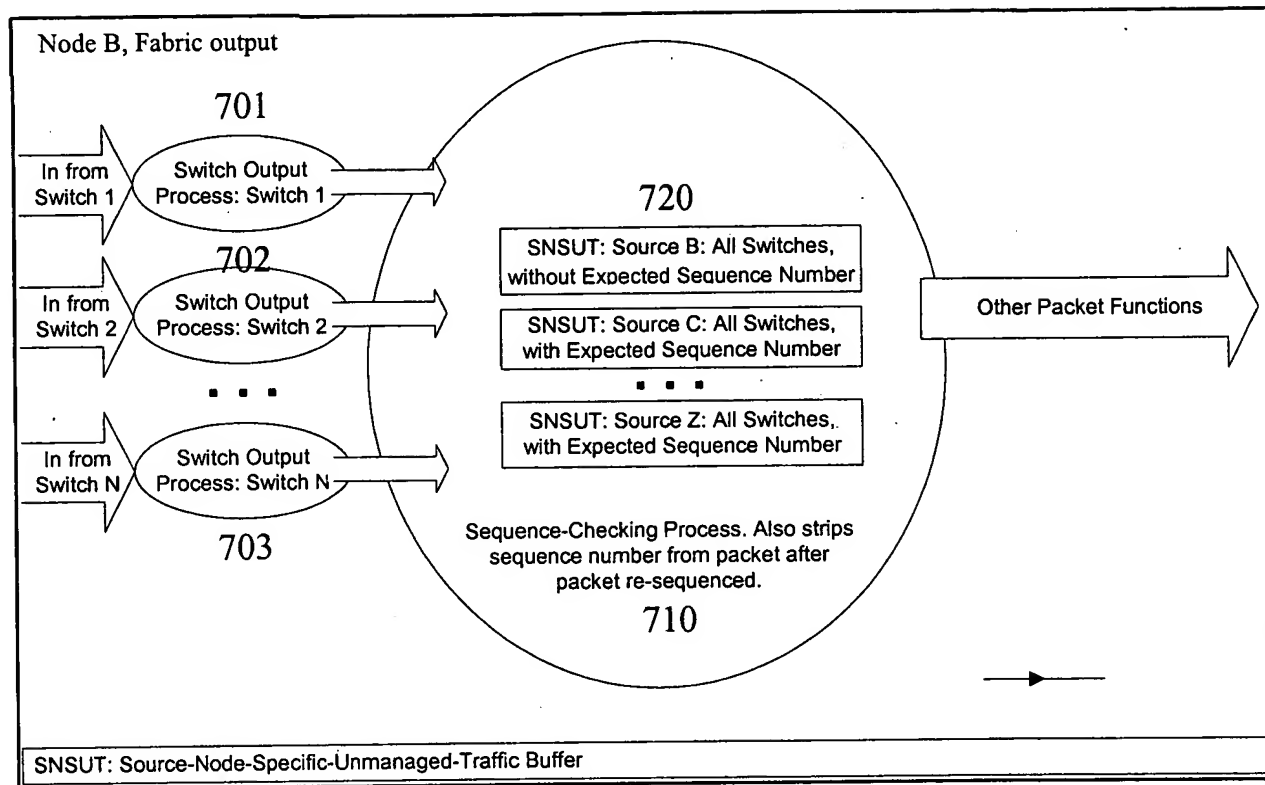 Node B, Fabric output
701
In from
Switch 1
Switch Output
Process: Switch 1
702
In from
Switch 2
Switch Output
Process: Switch 2
In from
Switch N
Switch Output
Process: Switch N
703
720
SNSUT: Source B: All Switches,
without Expected Sequence Number
SNSUT: Source C: All Switches,
with Expected Sequence Number
SNSUT: Source Z: All Switches,
with Expected Sequence Number
Sequence-Checking Process. Also strips
sequence number from packet after
packet re-sequenced.
710
Other Packet Functions
SNSUT: Source-Node-Specific-Unmanaged-Traffic Buffer